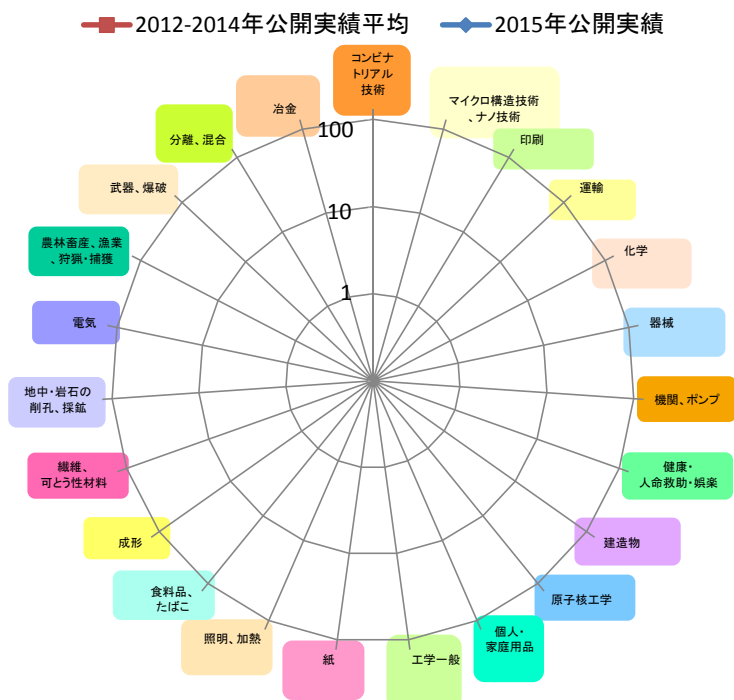 2012-2014年公開実績平均
2015年公開実績
コンビナ
トリアル
技術
マイクロ構造技術
、ナノ技術
印刷
運輸
化学
器械
機関、ポンプ
健康・
人命救助・娯楽
建造物
原子核工学
個人・
家庭用品
工学一般
紙
照明、加熱
食料品、
たばこ
成形
繊維、
可とう性材料
地中・岩石の
削孔、採鉱
電気
農林畜産、漁業
、狩猟・捕獲
武器、爆破
分離、混合
冶金
100
10
1